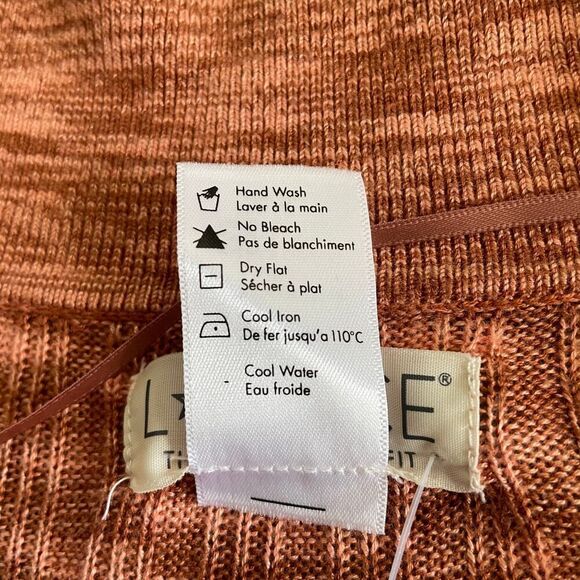 Hand Wash
Laver à la main
No Bleach
Pas de blanchiment
Dry Flat
Sécher à plat
Cool Iron
De fer jusqu'a 110°C
- Cool Water
Eau froide